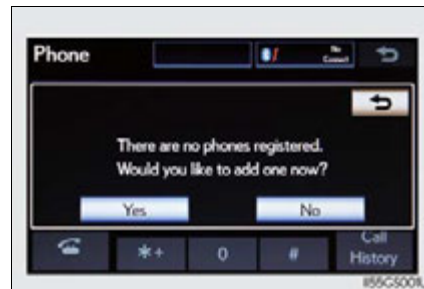 Phone
No
Connect
There are no phones registered.
Would you like to add one now?
Yes
No
*+
0
#
Call
History